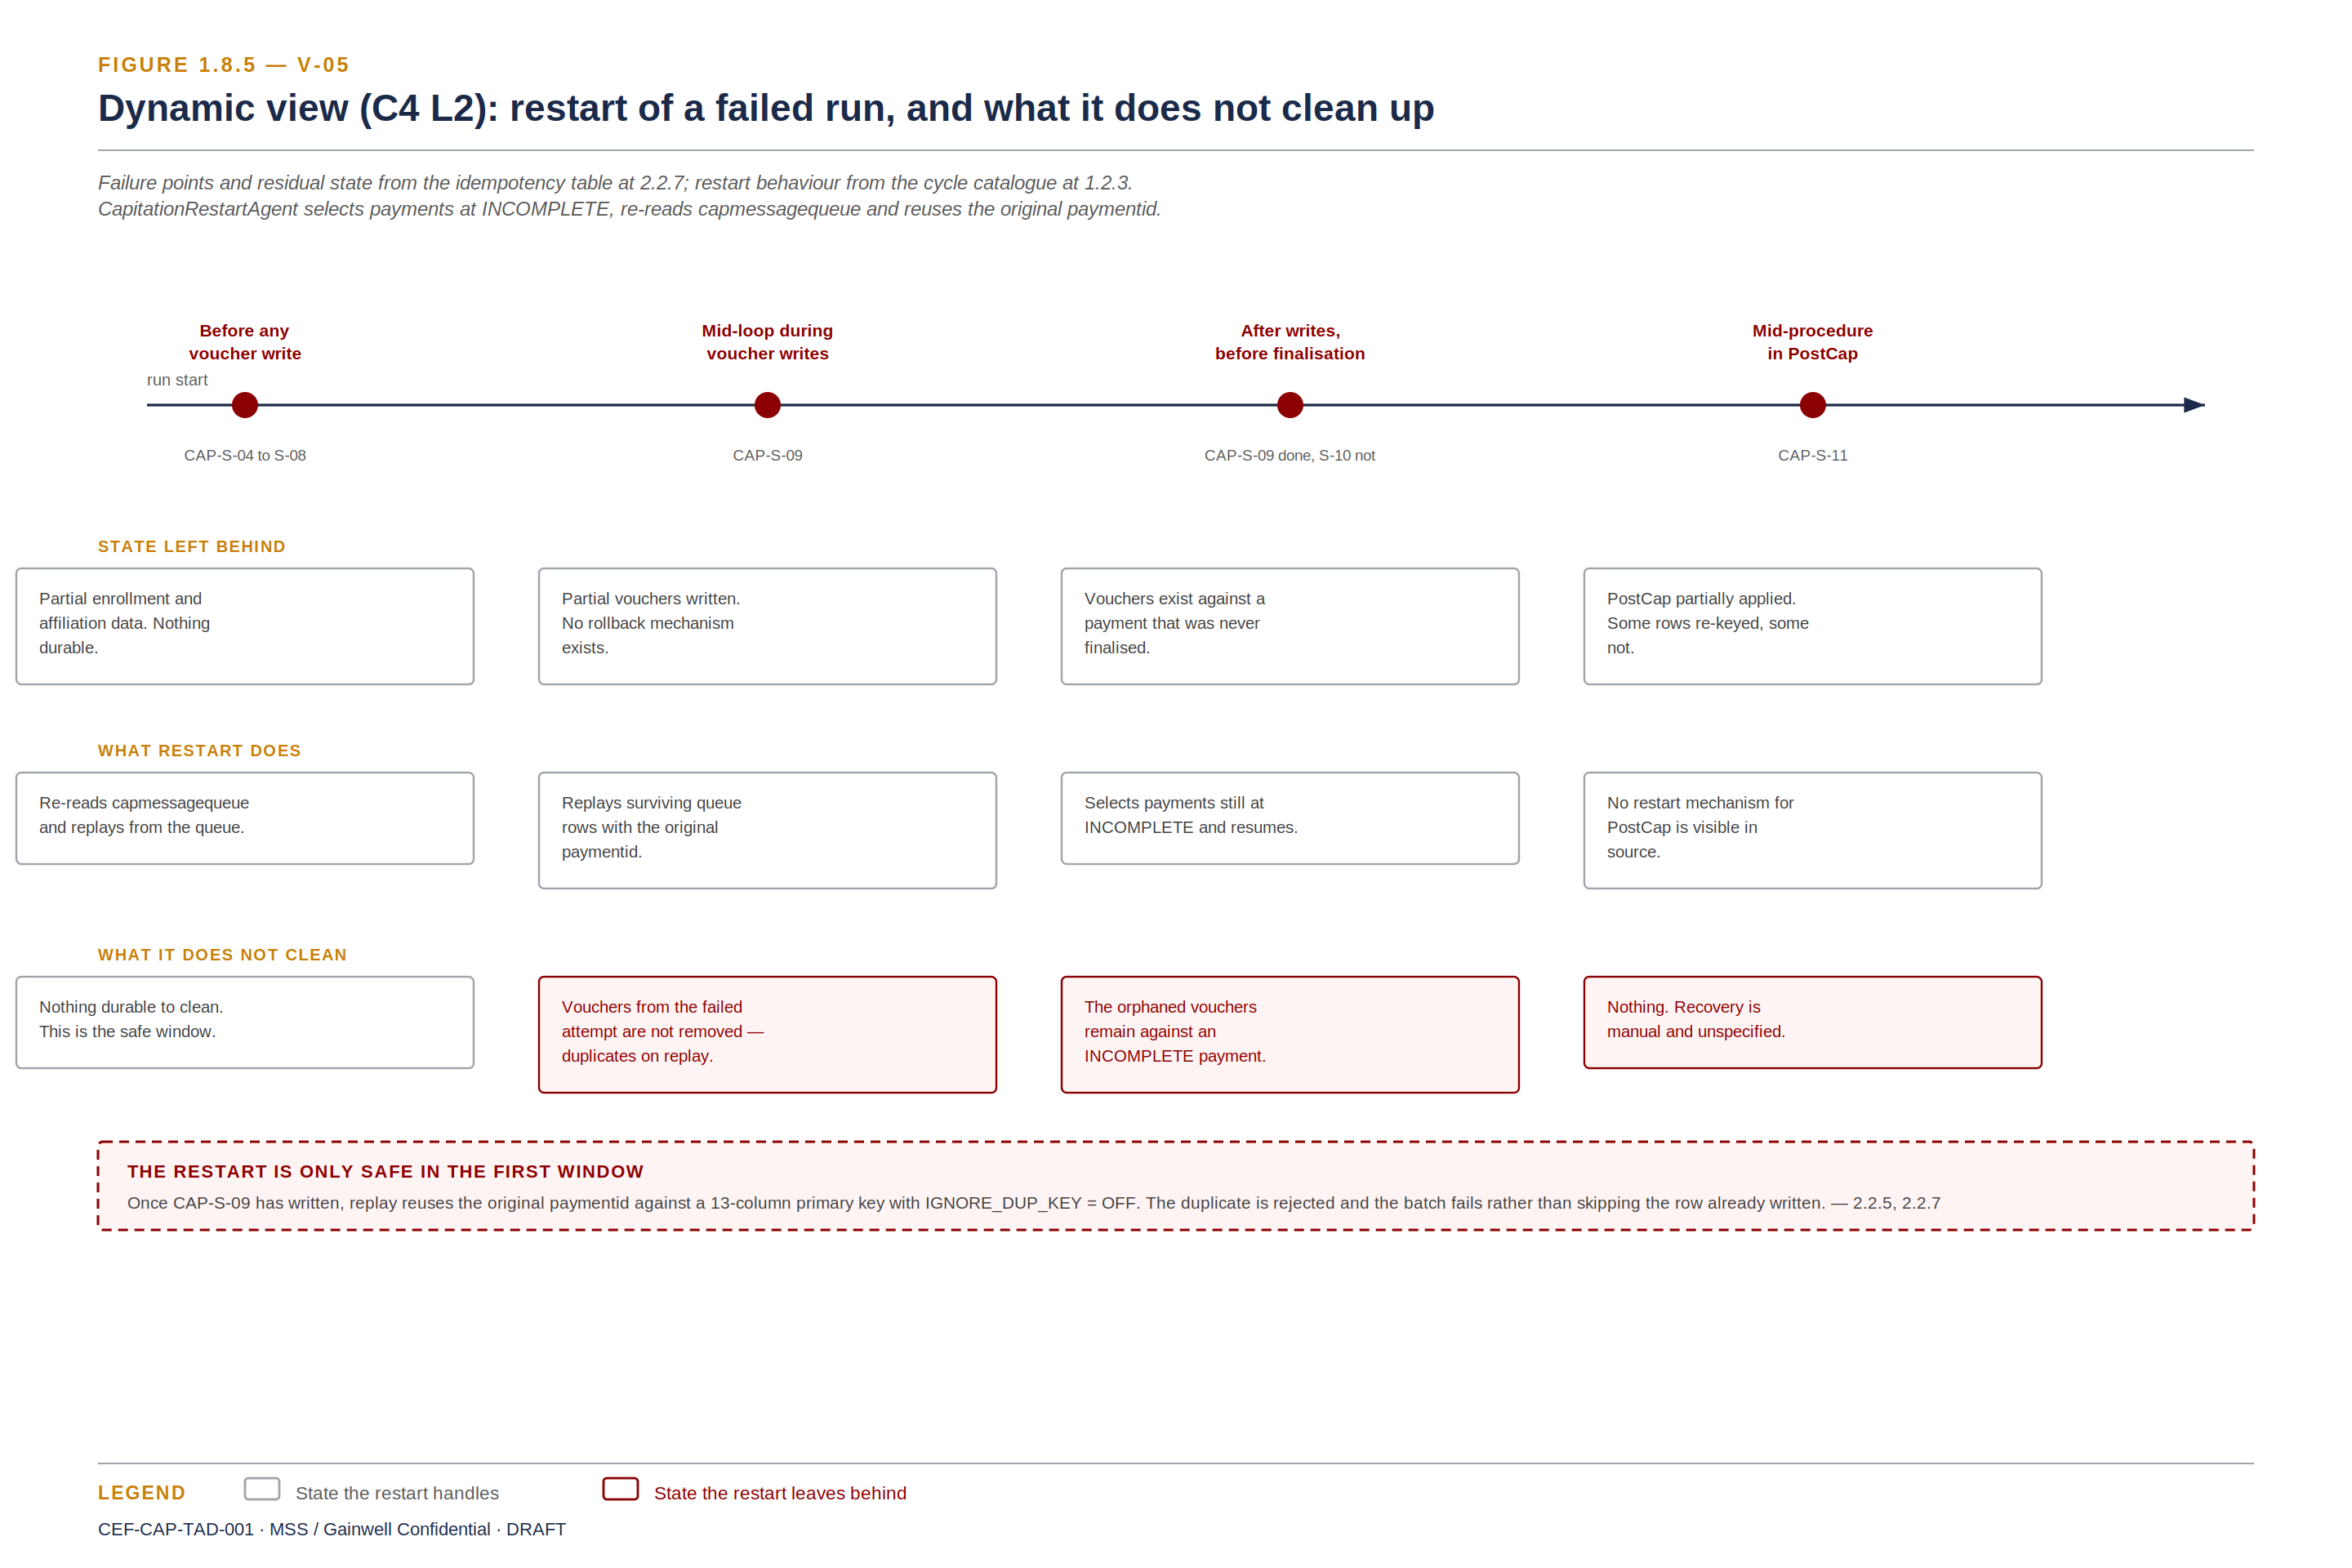 FIGURE 1.8.5 — V-05
Dynamic view (C4 L2): restart of a failed run, and what it does not clean up
Failure points and residual state from the idempotency table at 2.2.7; restart behaviour from the cycle catalogue at 1.2.3.
CapitationRestartAgent selects payments at INCOMPLETE, re-reads capmessagequeue and reuses the original paymentid.
Before any
voucher write
Mid-loop during
voucher writes
After writes,
before finalisation
Mid-procedure
in PostCap
run start
CAP-S-04 to S-08
CAP-S-09
CAP-S-09 done, S-10 not
CAP-S-11
STATE LEFT BEHIND
Partial enrollment and
affiliation data. Nothing
durable.
Partial vouchers written.
No rollback mechanism
exists.
Vouchers exist against a
payment that was never
finalised.
PostCap partially applied.
Some rows re-keyed, some
not.
WHAT RESTART DOES
Re-reads capmessagequeue
and replays from the queue.
Replays surviving queue
rows with the original
paymentid.
Selects payments still at
INCOMPLETE and resumes.
No restart mechanism for
PostCap is visible in
source.
WHAT IT DOES NOT CLEAN
Nothing durable to clean.
This is the safe window.
Vouchers from the failed
attempt are not removed —
duplicates on replay.
The orphaned vouchers
remain against an
INCOMPLETE payment.
Nothing. Recovery is
manual and unspecified.
THE RESTART IS ONLY SAFE IN THE FIRST WINDOW
Once CAP-S-09 has written, replay reuses the original paymentid against a 13-column primary key with IGNORE_DUP_KEY = OFF. The duplicate is rejected and the batch fails rather than skipping the row already written. — 2.2.5, 2.2.7
LEGEND
State the restart handles
State the restart leaves behind
CEF-CAP-TAD-001 · MSS / Gainwell Confidential · DRAFT